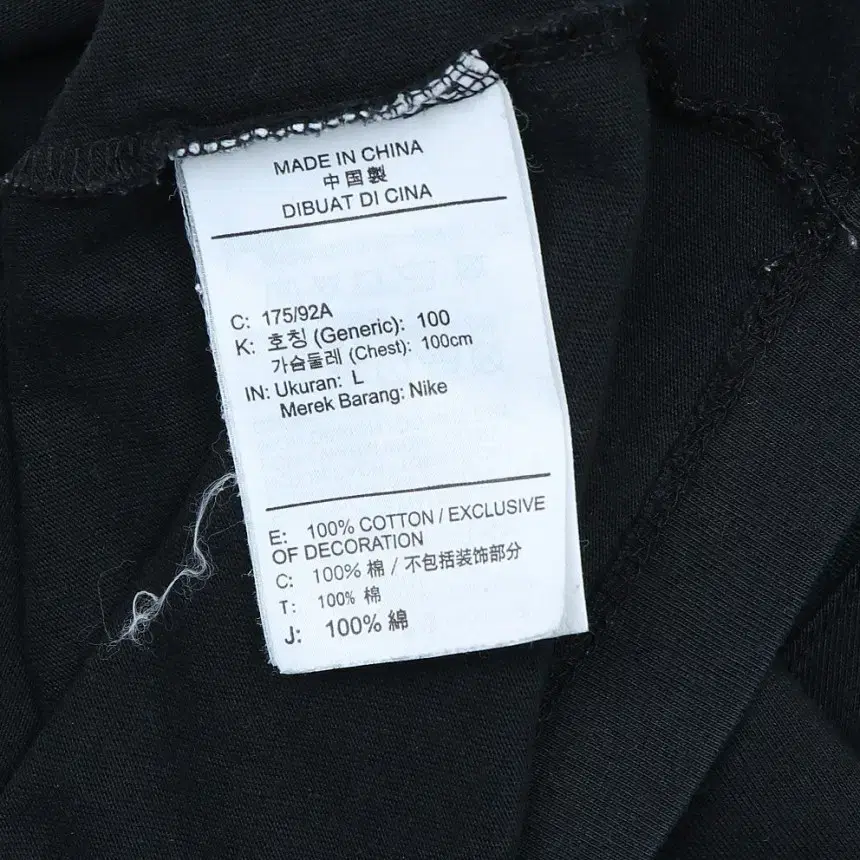 MADE IN CHINA
中国製
DIBUAT DI CINA
C: 175/92A
K: 호칭 (Generic): 100
가슴둘레 (Chest): 100cm
IN: Ukuran: L
Merek Barang: Nike
E: 100% COTTON / EXCLUSIVE
OF DECORATION
C: 100% 棉 / 不包括装饰部分
T: 100% 棉
J: 100% 綿